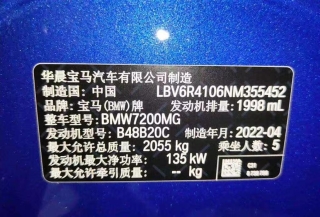 华晨宝马汽车有限公司制造
制造国：中国 LBV6R4106NM355452
品牌：宝马(BMW)牌 发动机排量：1998 mL
整车型号：BMW7200MG
发动机型号：B48B20C 制造年月：2022-04
最大允许总质量：2055 kg 乘坐人数：5
发动机最大净功率：135 kW
最大允许牵引质量：-- kg